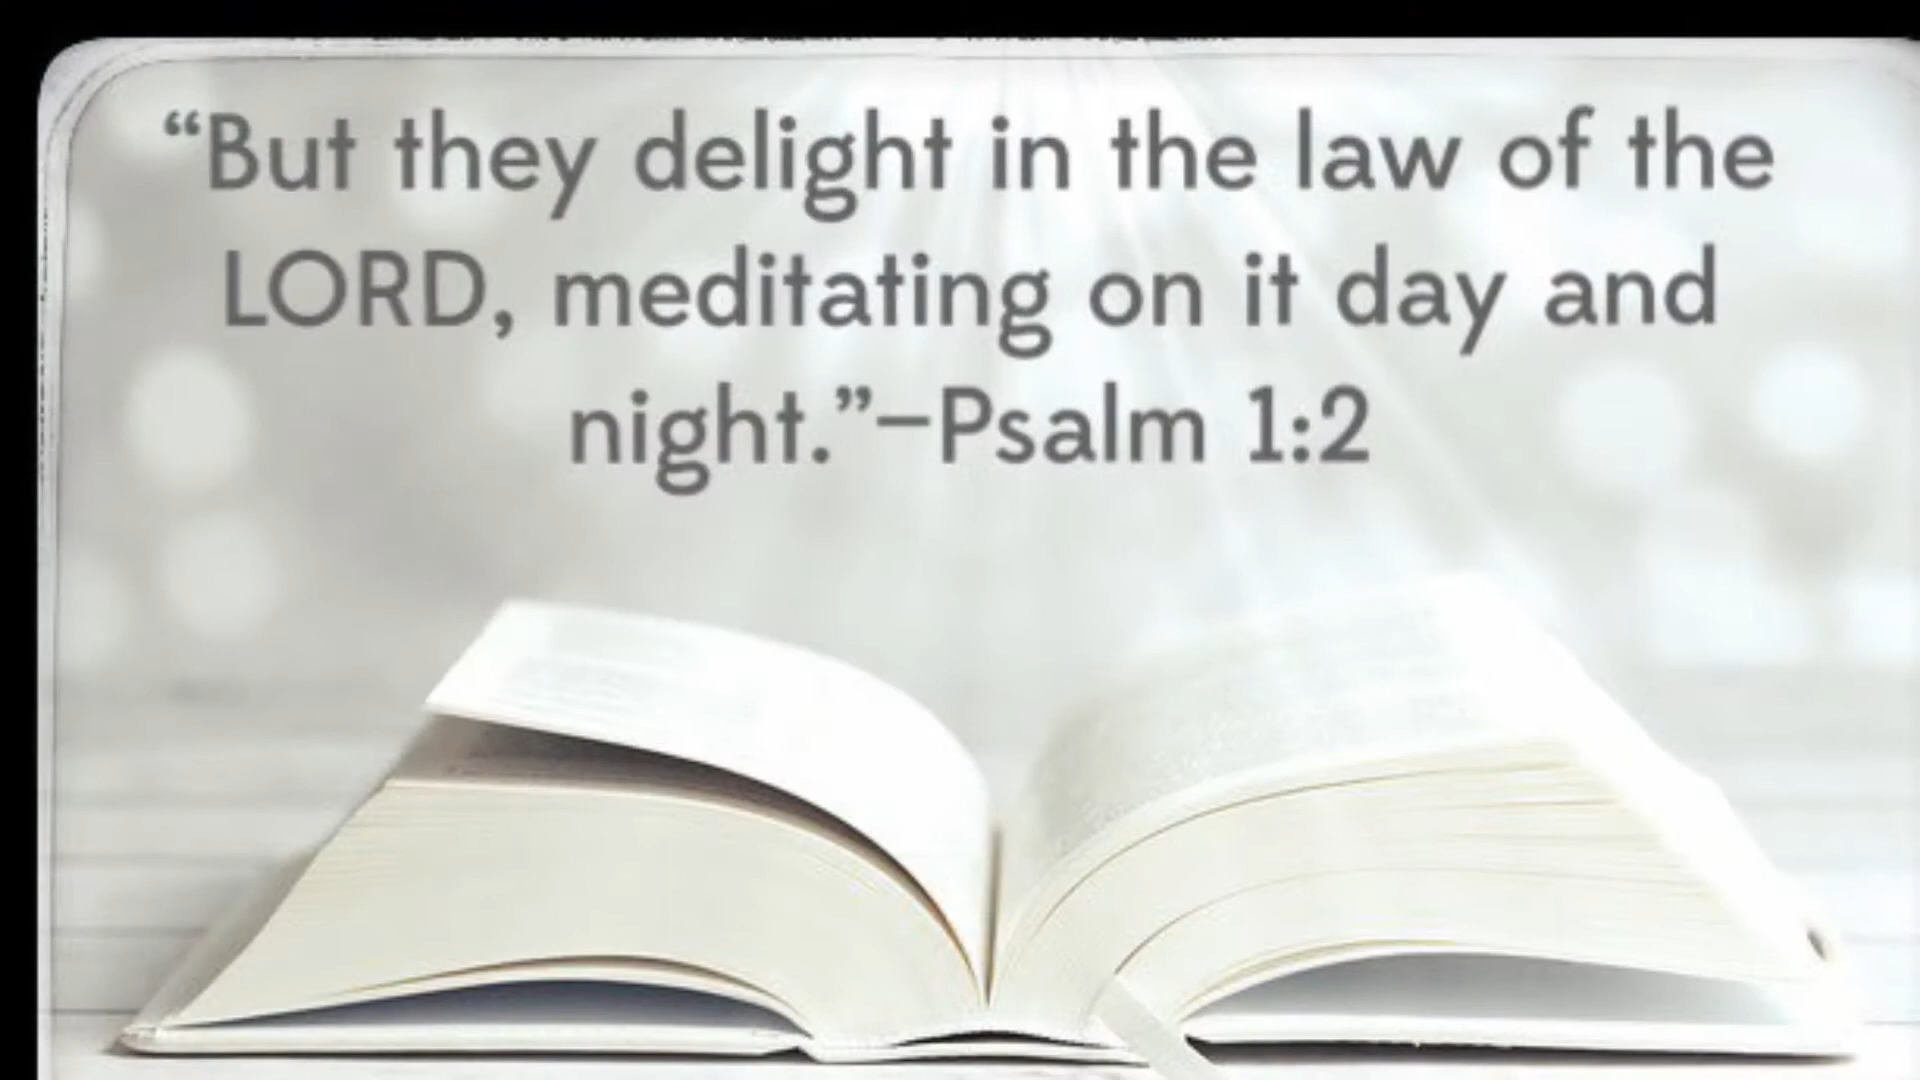 “But they delight in the law of the
LORD, meditating on it day and
night.”–Psalm 1:2